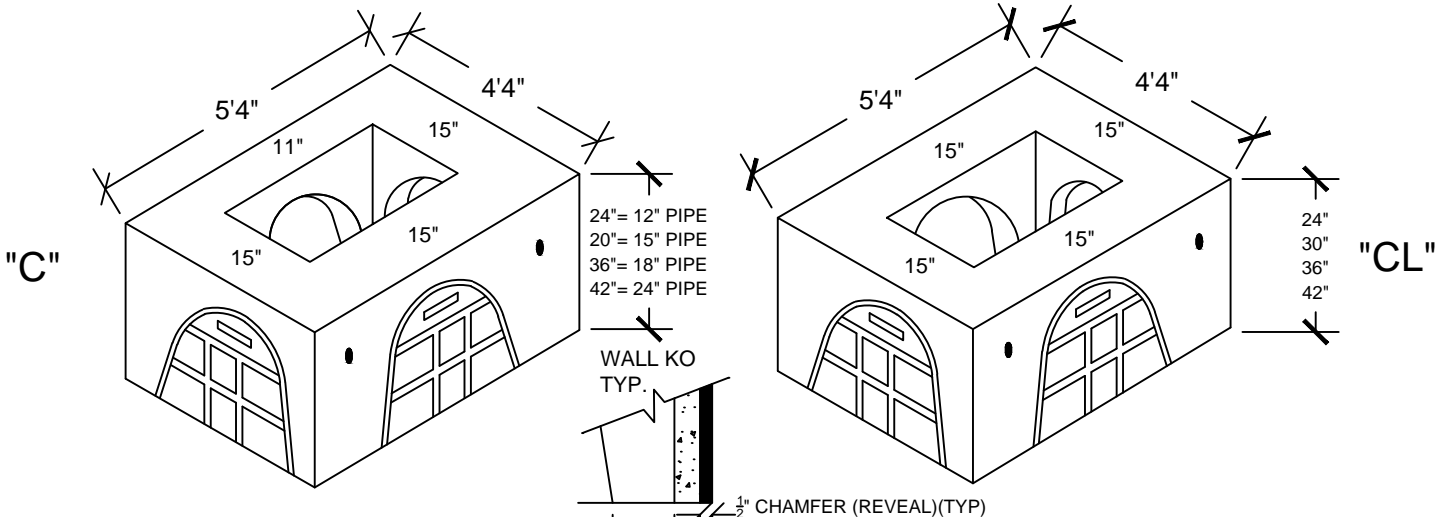 5'4"
4'4"
11"
15"
15"
15"
"C"
24"= 12" PIPE
20"= 15" PIPE
36"= 18" PIPE
42"= 24" PIPE
WALL KO
TYP.
1/2" CHAMFER (REVEAL)(TYP)
5'4"
4'4"
15"
15"
15"
15"
24"
30"
36"
42"
"CL"